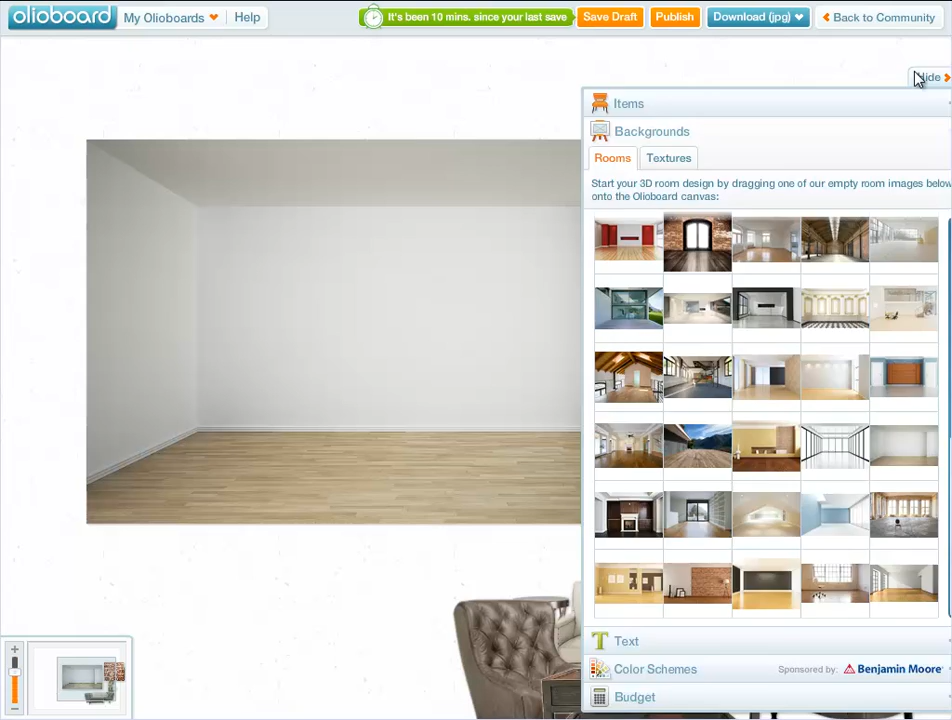 olioboard My Olioboards Help It's been 10 mins. since your last save Save Draft Publish Download (jpg) Back to Community
Items
Backgrounds
Rooms Textures
Start your 3D room design by dragging one of our empty room images below
onto the Olioboard canvas:
Text
Color Schemes Sponsored by: Benjamin Moore
Budget